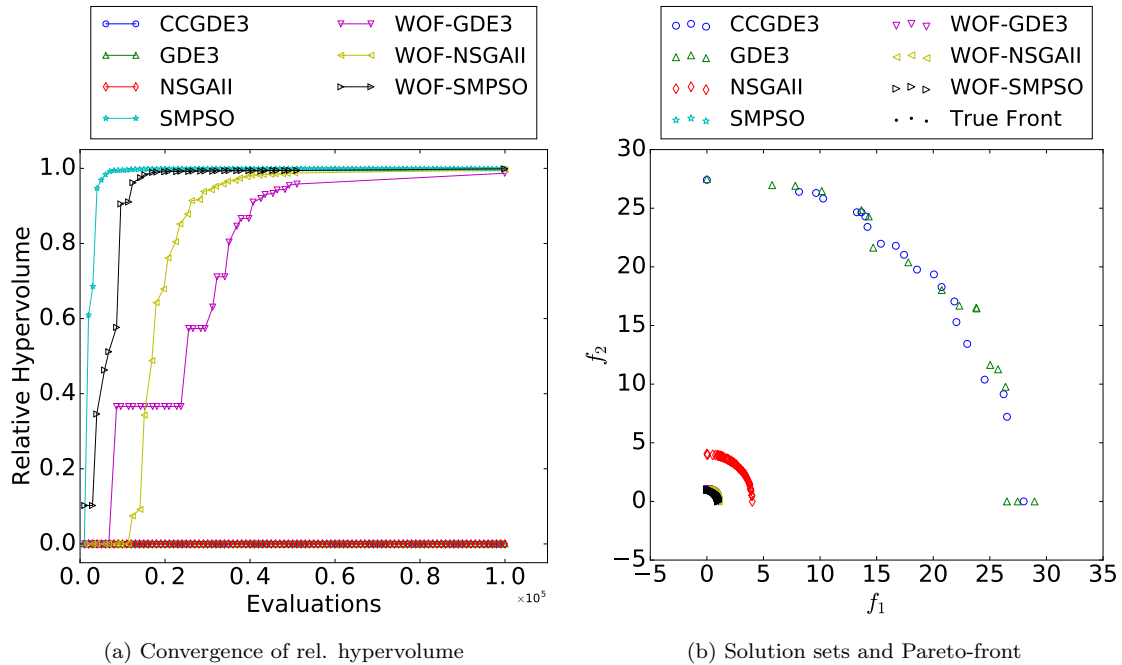 CCGDE3
GDE3
NSGAII
SMPSO
WOF-GDE3
WOF-NSGAII
WOF-SMPSO
1.0
0.8
0.6
0.4
0.2
0.0
Relative Hypervolume
0.0 0.2 0.4 0.6 0.8 1.0
×10⁵
Evaluations
(a) Convergence of rel. hypervolume
CCGDE3
GDE3
NSGAII
SMPSO
WOF-GDE3
WOF-NSGAII
WOF-SMPSO
True Front
30
25
20
15
10
5
0
−5
f₂
−5 0 5 10 15 20 25 30 35
f₁
(b) Solution sets and Pareto-front